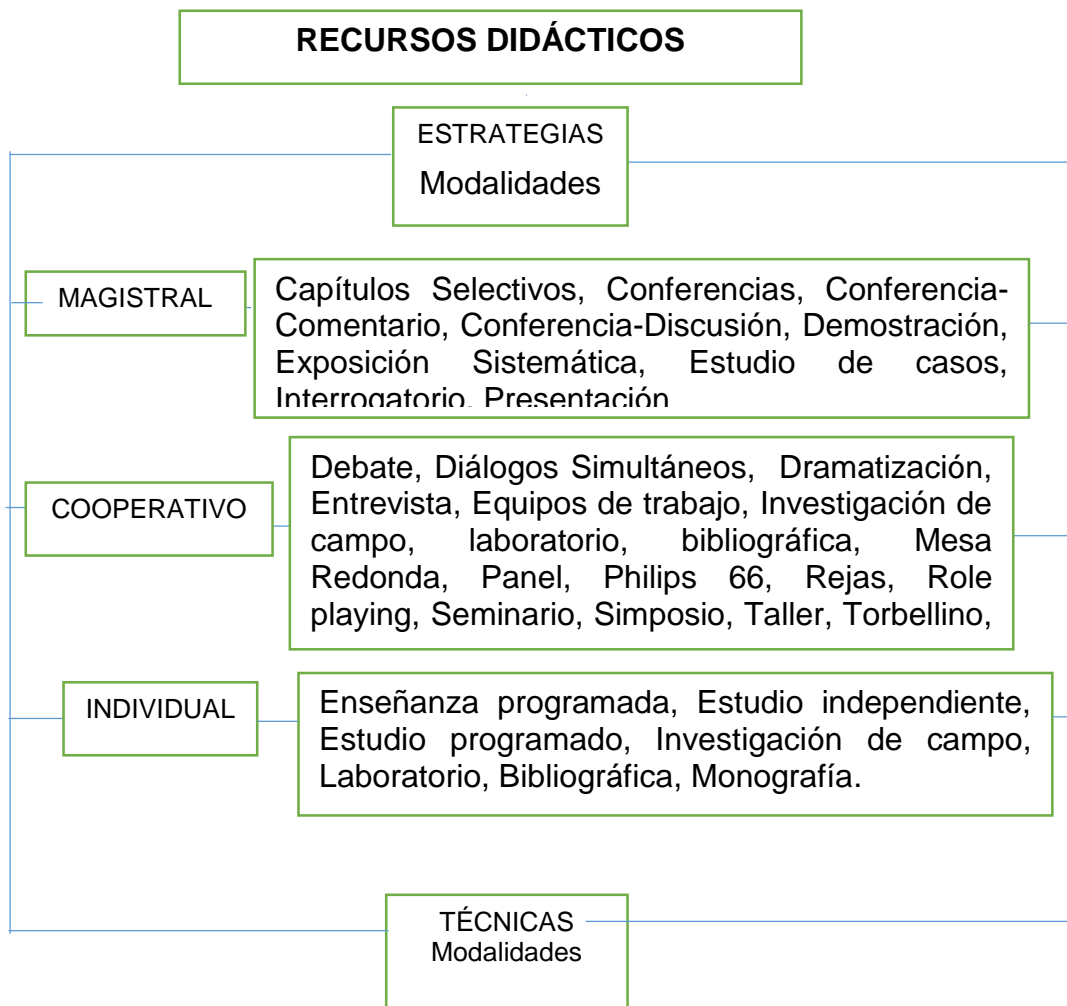 RECURSOS DIDÁCTICOS
ESTRATEGIAS
Modalidades
MAGISTRAL
Capítulos Selectivos, Conferencias, Conferencia-
Comentario, Conferencia-Discusión, Demostración,
Exposición Sistemática, Estudio de casos,
Interrogatorio, Presentación
COOPERATIVO
Debate, Diálogos Simultáneos, Dramatización,
Entrevista, Equipos de trabajo, Investigación de
campo, laboratorio, bibliográfica, Mesa
Redonda, Panel, Philips 66, Rejas, Role
playing, Seminario, Simposio, Taller, Torbellino,
INDIVIDUAL
Enseñanza programada, Estudio independiente,
Estudio programado, Investigación de campo,
Laboratorio, Bibliográfica, Monografía.
TÉCNICAS
Modalidades